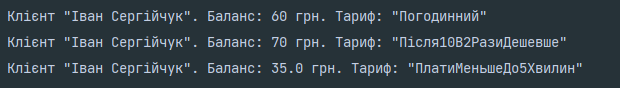 Клієнт "Іван Сергійчук". Баланс: 60 грн. Тариф: "Погодинний"
Клієнт "Іван Сергійчук". Баланс: 70 грн. Тариф: "Після10В2РазиДешевше"
Клієнт "Іван Сергійчук". Баланс: 35.0 грн. Тариф: "ПлатиМеньшеДо5Хвилин"